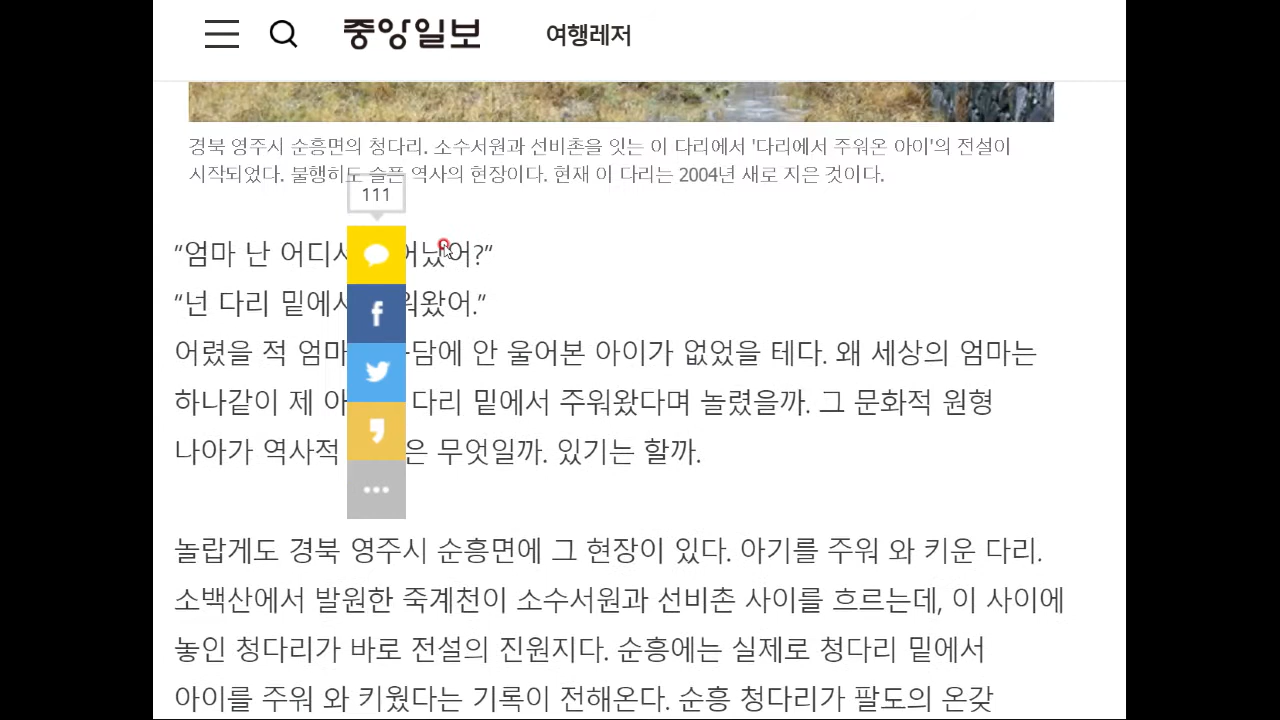 중앙일보
여행레저
경북 영주시 순흥면의 청다리. 소수서원과 선비촌을 잇는 이 다리에서 '다리에서 주워온 아이'의 전설이
시작되었다. 불행히도 슬픈 역사의 현장이다. 현재 이 다리는 2004년 새로 지은 것이다.
111
“엄마 난 어디서 어?”
“넌 다리 밑에서 왔어.”
어렸을 적 엄마 담에 안 울어본 아이가 없었을 테다. 왜 세상의 엄마는
하나같이 제 다리 밑에서 주워왔다며 놀렸을까. 그 문화적 원형
나아가 역사적 은 무엇일까. 있기는 할까.
놀랍게도 경북 영주시 순흥면에 그 현장이 있다. 아기를 주워 와 키운 다리.
소백산에서 발원한 죽계천이 소수서원과 선비촌 사이를 흐르는데, 이 사이에
놓인 청다리가 바로 전설의 진원지다. 순흥에는 실제로 청다리 밑에서
아이를 주워 와 키웠다는 기록이 전해온다. 순흥 청다리가 팔도의 온갖